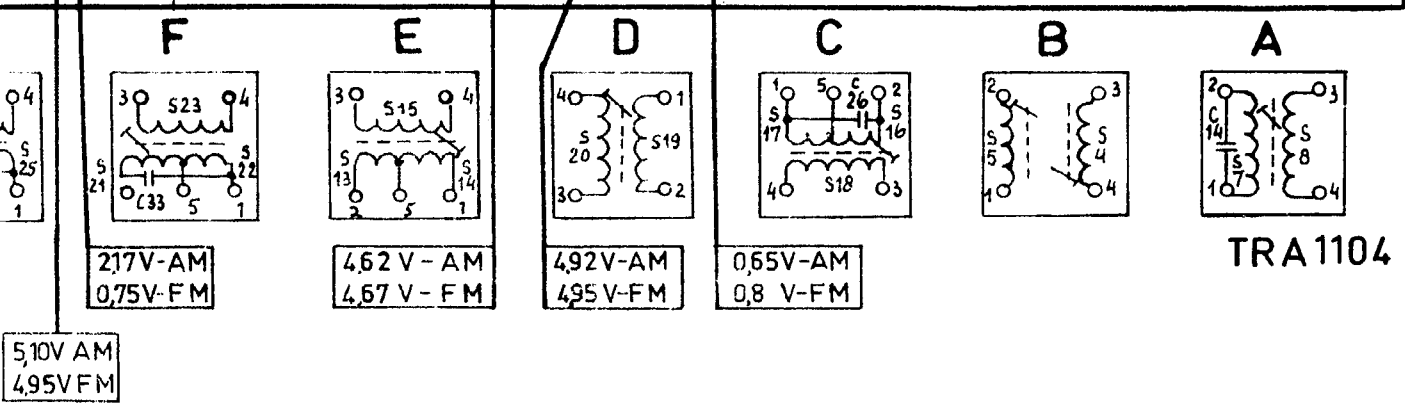 F E D C B A
4
S
25
1
3 S23 4
S
21
S
22
C33 5 1
3 S15 4
S
13
S
14
2 5 1
4 1
S
20
S19
3 2
1 5 C 2
26
S
17
S
16
4 S18 3
2 3
S
5
S
4
1 4
2 3
C
14
S
7
S
8
1 4
2,17V-AM
0,75V-FM
4,62 V-AM
4,67 V-FM
4,92V-AM
4,95V-FM
0,65V-AM
0,8 V-FM
TRA1104
5,10V AM
4,95V FM